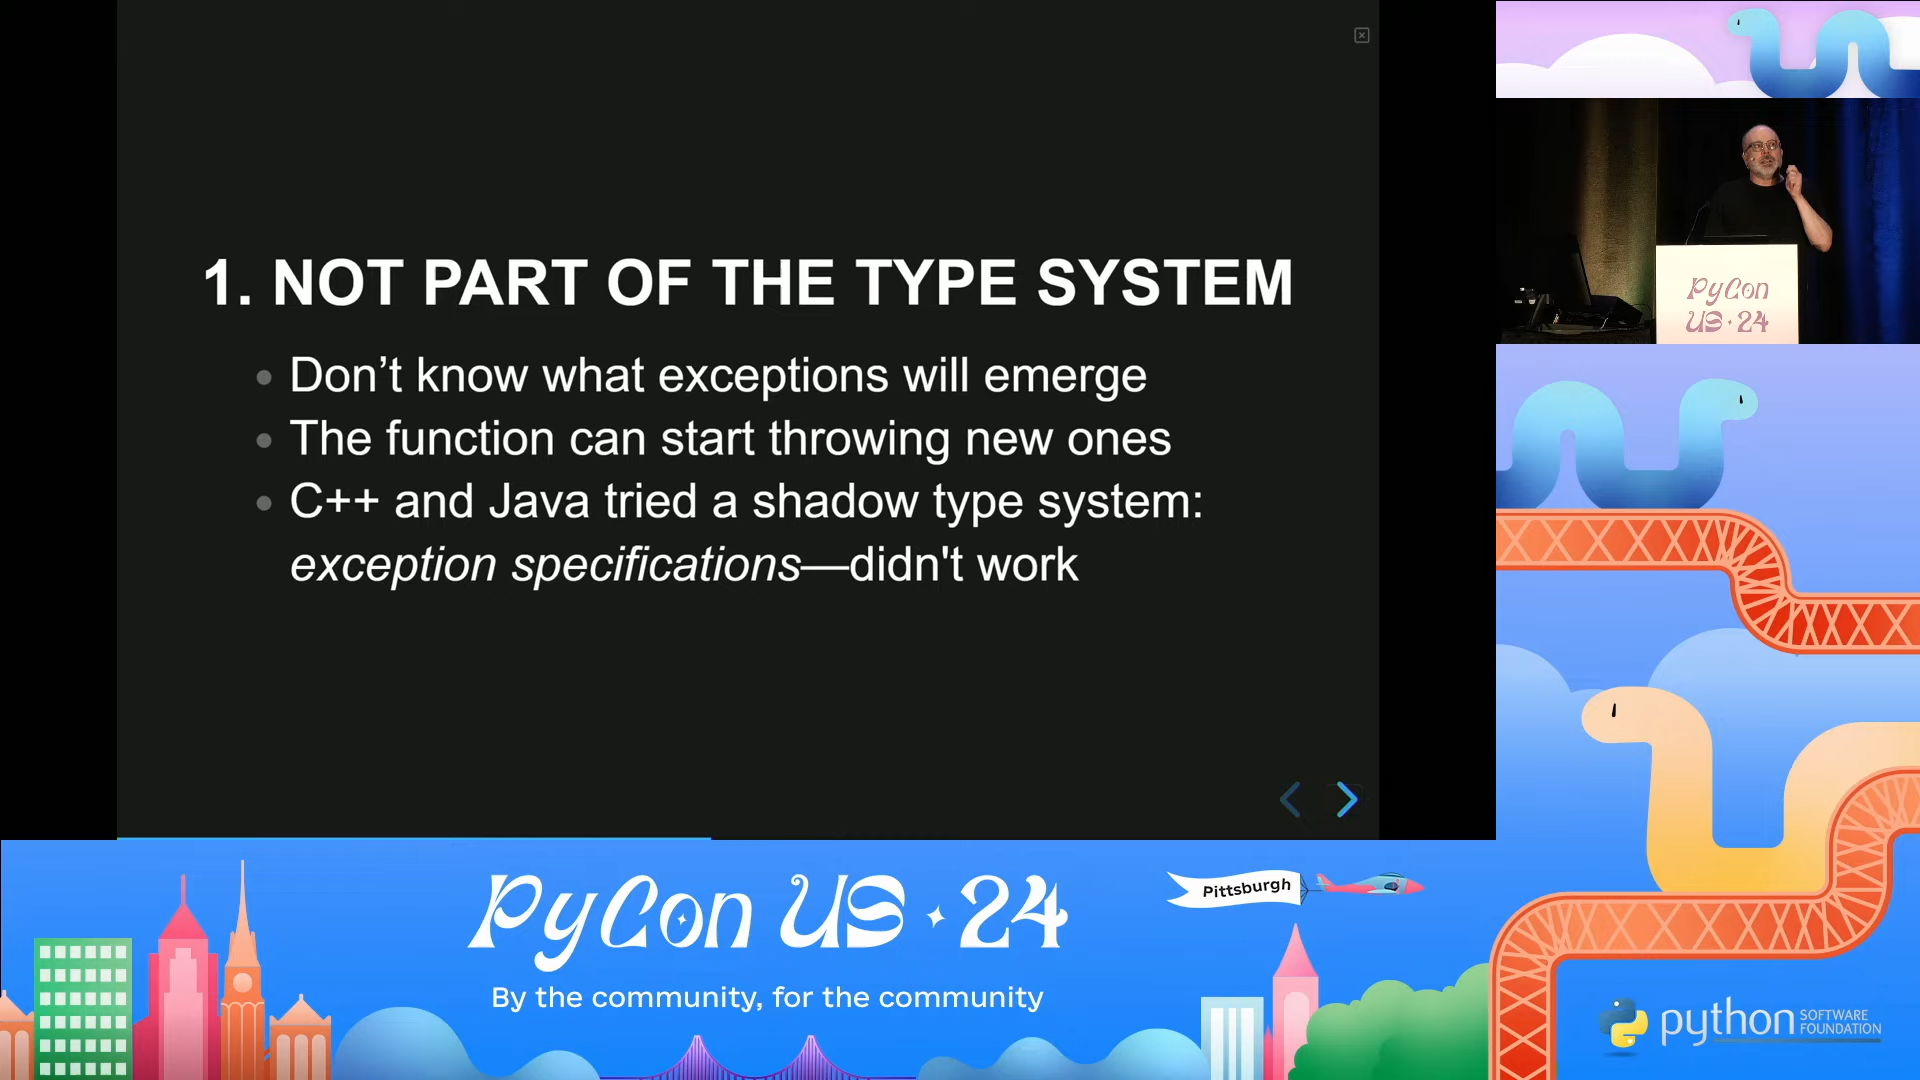 1. NOT PART OF THE TYPE SYSTEM
Don’t know what exceptions will emerge
The function can start throwing new ones
C++ and Java tried a shadow type system:
exception specifications—didn't work
PyCon
US · 24
PyCon US · 24
By the community, for the community
Pittsburgh
python
SOFTWARE
FOUNDATION